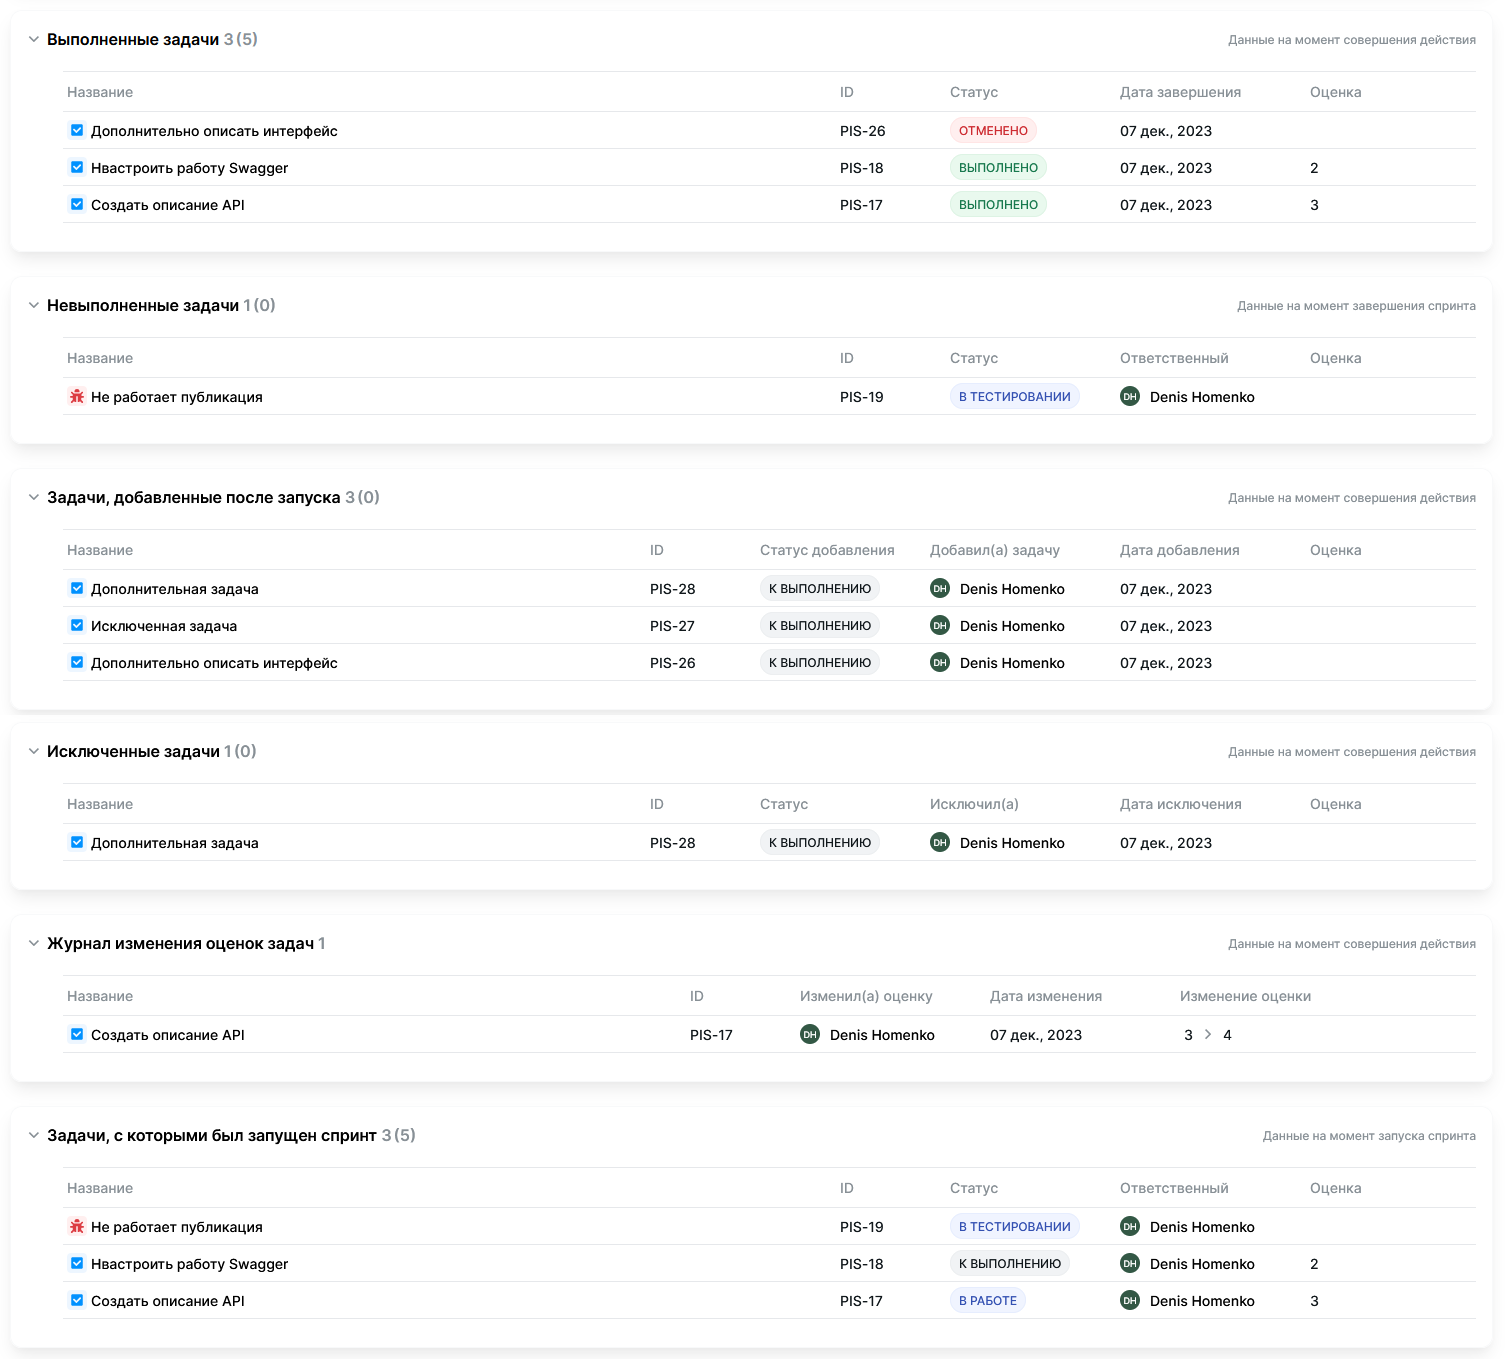 Выполненные задачи 3 (5) Данные на момент совершения действия
Название ID Статус Дата завершения Оценка
Дополнительно описать интерфейс PIS-26 ОТМЕНЕНО 07 дек., 2023
Нвастроить работу Swagger PIS-18 ВЫПОЛНЕНО 07 дек., 2023 2
Создать описание API PIS-17 ВЫПОЛНЕНО 07 дек., 2023 3
Невыполненные задачи 1 (0) Данные на момент завершения спринта
Название ID Статус Ответственный Оценка
Не работает публикация PIS-19 В ТЕСТИРОВАНИИ DH Denis Homenko
Задачи, добавленные после запуска 3 (0) Данные на момент совершения действия
Название ID Статус добавления Добавил(а) задачу Дата добавления Оценка
Дополнительная задача PIS-28 К ВЫПОЛНЕНИЮ DH Denis Homenko 07 дек., 2023
Исключенная задача PIS-27 К ВЫПОЛНЕНИЮ DH Denis Homenko 07 дек., 2023
Дополнительно описать интерфейс PIS-26 К ВЫПОЛНЕНИЮ DH Denis Homenko 07 дек., 2023
Исключенные задачи 1 (0) Данные на момент совершения действия
Название ID Статус Исключил(а) Дата исключения Оценка
Дополнительная задача PIS-28 К ВЫПОЛНЕНИЮ DH Denis Homenko 07 дек., 2023
Журнал изменения оценок задач 1 Данные на момент совершения действия
Название ID Изменил(а) оценку Дата изменения Изменение оценки
Создать описание API PIS-17 DH Denis Homenko 07 дек., 2023 3 > 4
Задачи, с которыми был запущен спринт 3 (5) Данные на момент запуска спринта
Название ID Статус Ответственный Оценка
Не работает публикация PIS-19 В ТЕСТИРОВАНИИ DH Denis Homenko
Нвастроить работу Swagger PIS-18 К ВЫПОЛНЕНИЮ DH Denis Homenko 2
Создать описание API PIS-17 В РАБОТЕ DH Denis Homenko 3